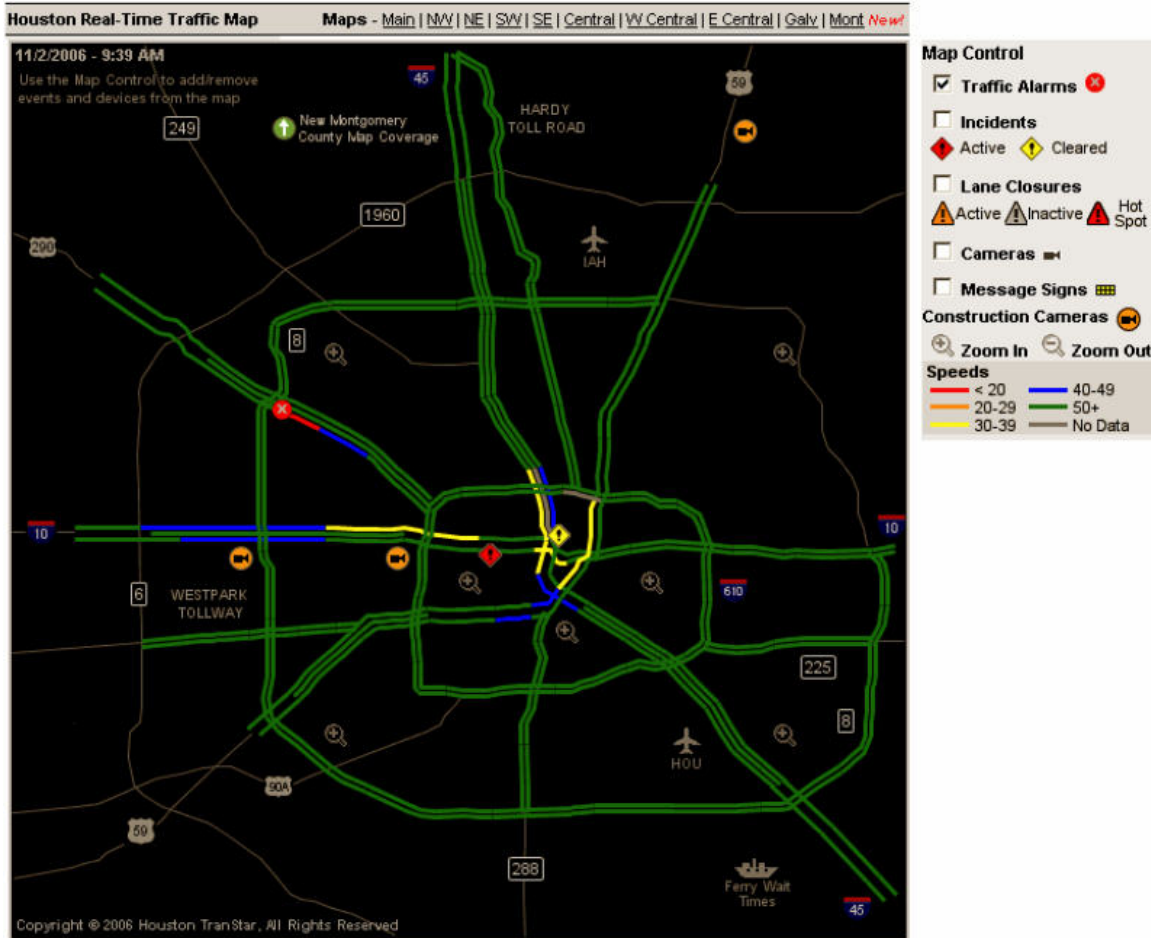 Houston Real-Time Traffic Map
Maps - Main | NW | NE | SW | SE | Central | W Central | E Central | Galv | Mont New!
11/2/2006 - 9:39 AM
Use the Map Control to add/remove
events and devices from the map
45
59
249
New Montgomery
County Map Coverage
HARDY
TOLL ROAD
1960
290
IAH
8
10
10
6
WESTPARK
TOLLWAY
610
225
8
HOU
90A
59
288
Ferry Wait
Times
45
Copyright © 2006 Houston TranStar, All Rights Reserved
Map Control
Traffic Alarms
Incidents
Active Cleared
Lane Closures
Active Inactive Hot
Spot
Cameras
Message Signs
Construction Cameras
Zoom In Zoom Out
Speeds
< 20 40-49
20-29 50+
30-39 No Data